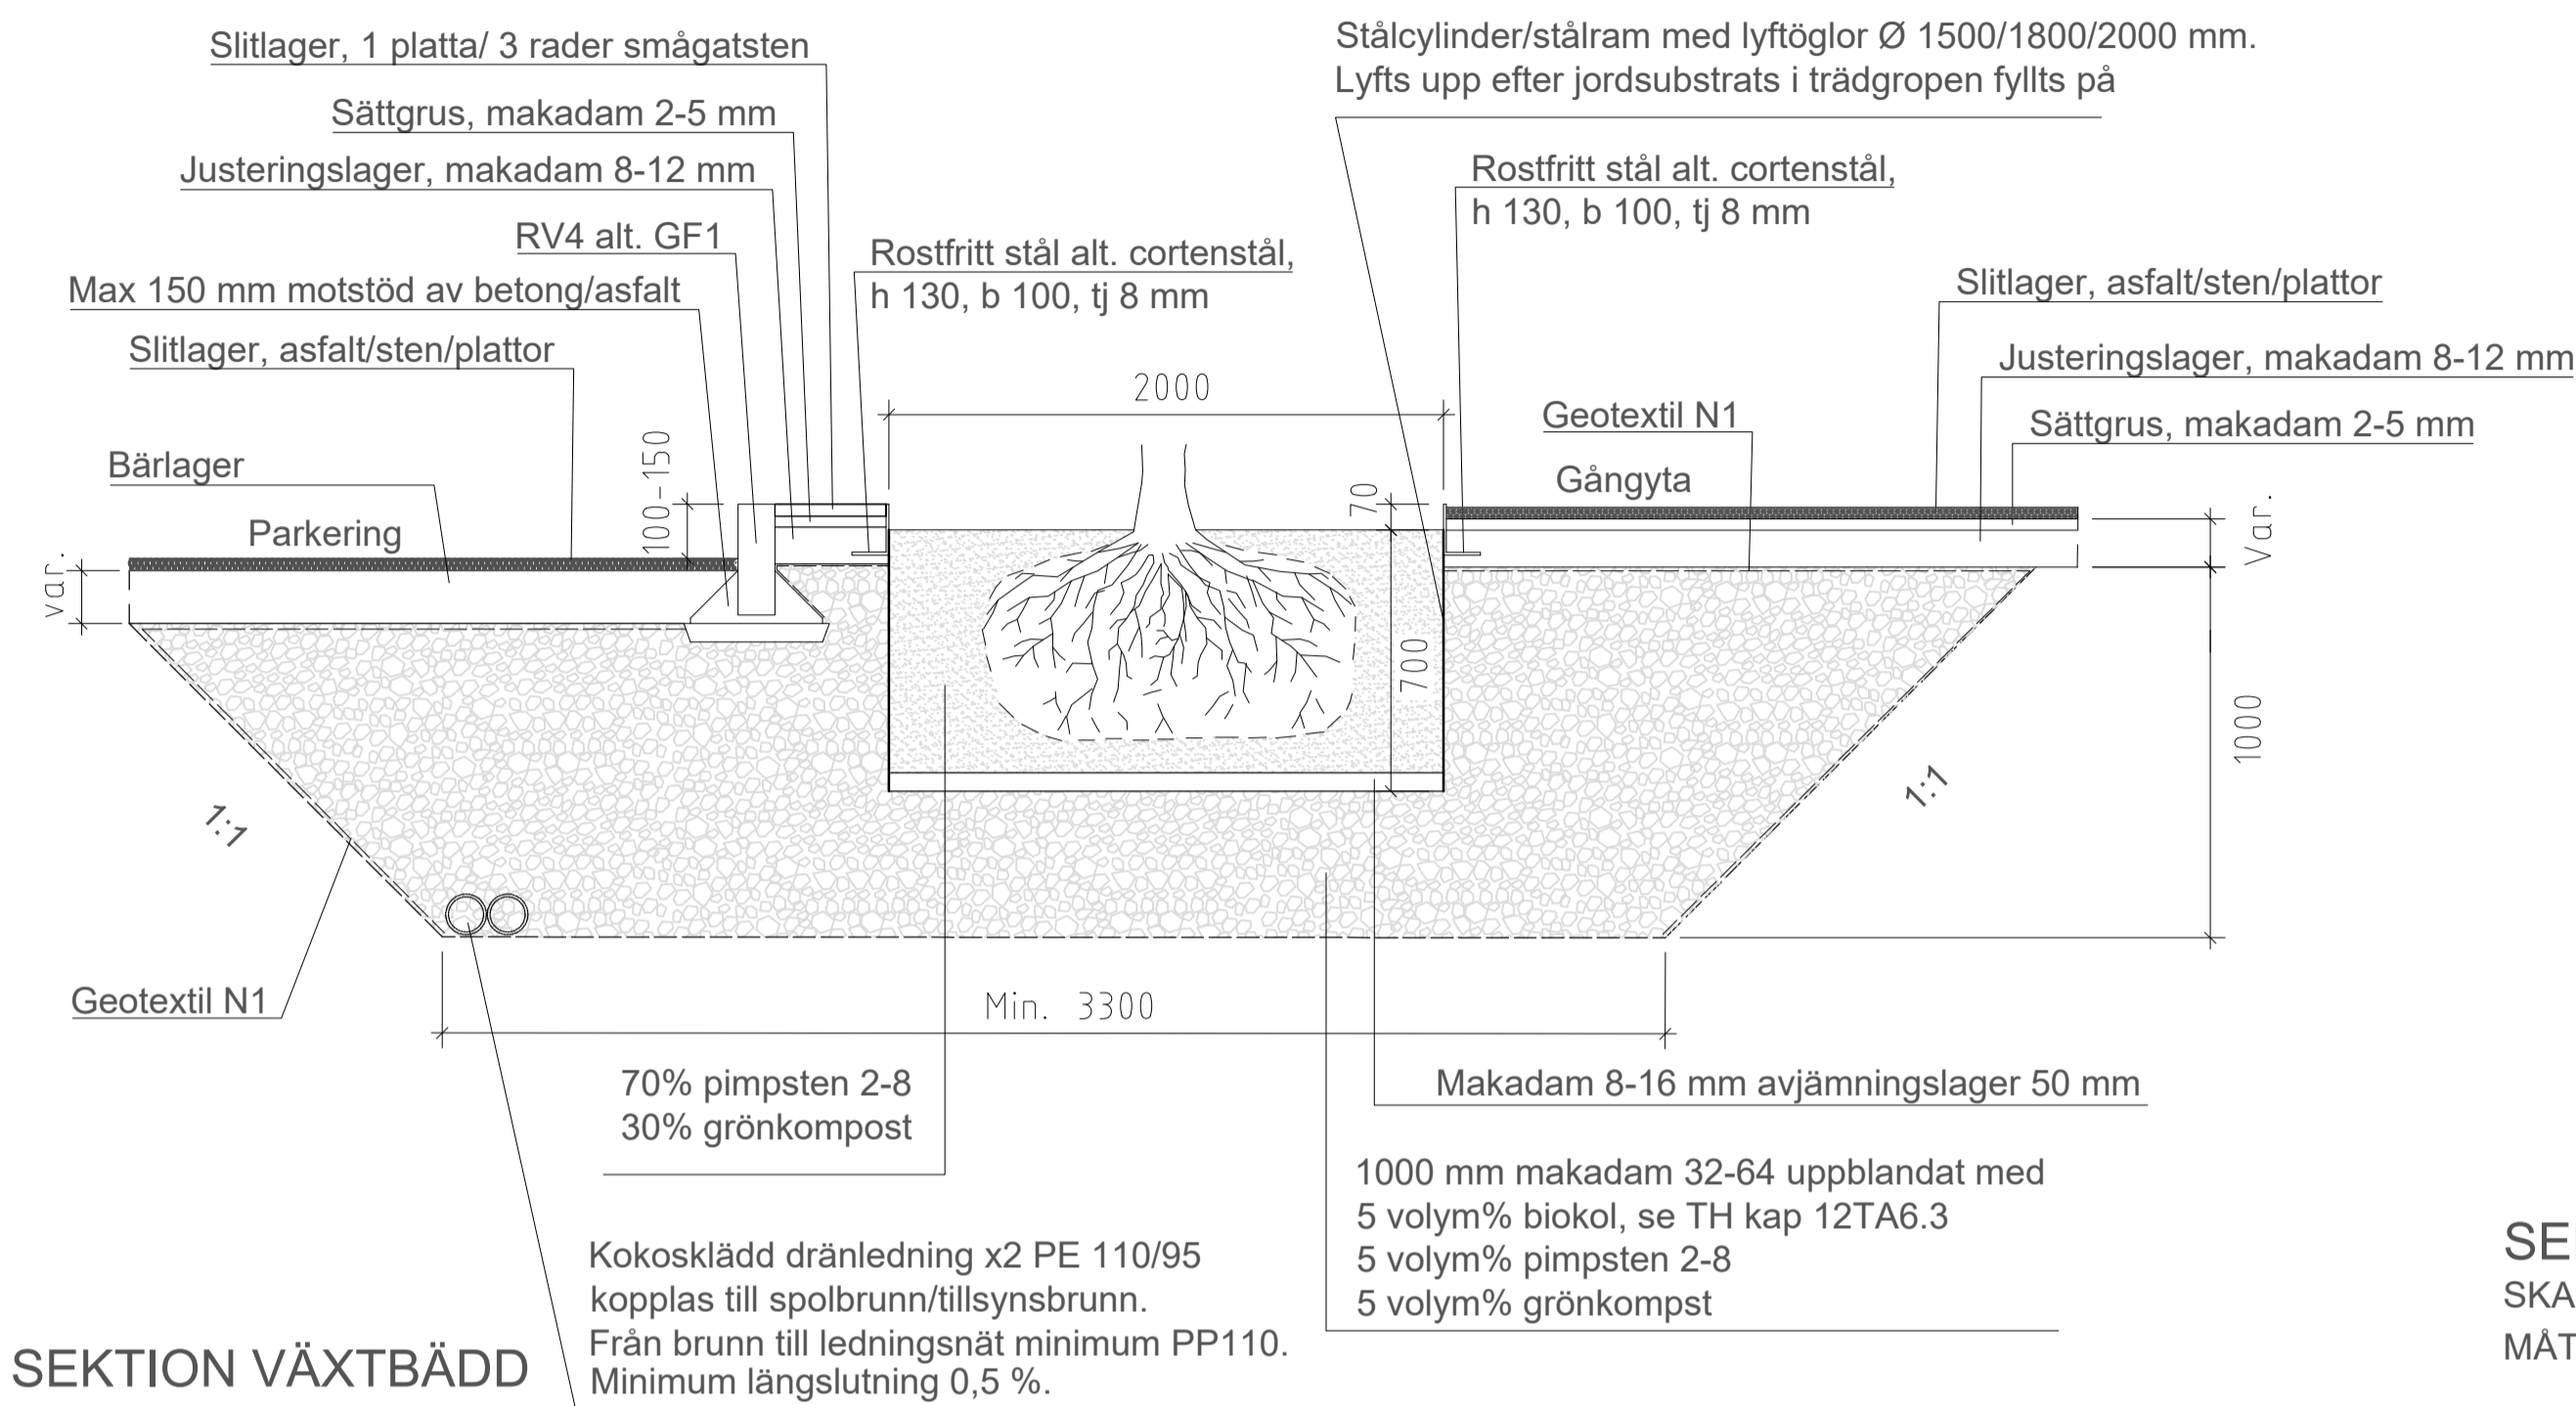 Slitlager, 1 platta/ 3 rader smågatsten
Sättgrus, makadam 2-5 mm
Justeringslager, makadam 8-12 mm
RV4 alt. GF1
Max 150 mm motstöd av betong/asfalt
Slitlager, asfalt/sten/plattor
Bärlager
Parkering
var.
100-150
Rostfritt stål alt. cortenstål,
h 130, b 100, tj 8 mm
2000
Stålcylinder/stålram med lyftöglor Ø 1500/1800/2000 mm.
Lyfts upp efter jordsubstrats i trädgropen fyllts på
Rostfritt stål alt. cortenstål,
h 130, b 100, tj 8 mm
Slitlager, asfalt/sten/plattor
Justeringslager, makadam 8-12 mm
Geotextil N1
Sättgrus, makadam 2-5 mm
Gångyta
70
Var.
700
1000
1:1
1:1
Geotextil N1
Min. 3300
70% pimpsten 2-8
30% grönkompost
Makadam 8-16 mm avjämningslager 50 mm
1000 mm makadam 32-64 uppblandat med
5 volym% biokol, se TH kap 12TA6.3
5 volym% pimpsten 2-8
5 volym% grönkompst
Kokosklädd dränledning x2 PE 110/95
kopplas till spolbrunn/tillsynsbrunn.
Från brunn till ledningsnät minimum PP110.
Minimum längslutning 0,5 %.
SEKTION VÄXTBÄDD
SKA
MÅT